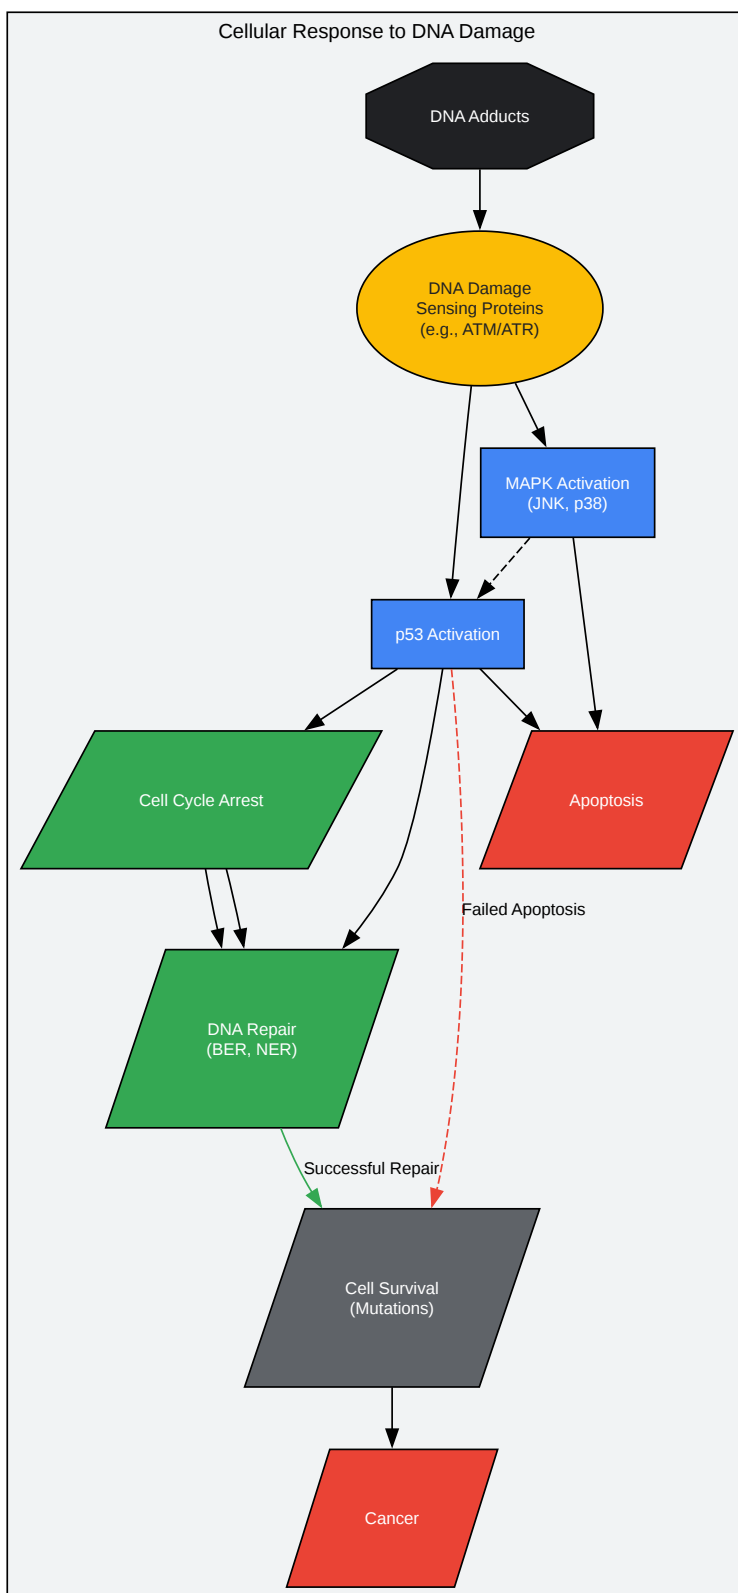 Cellular Response to DNA Damage
DNA Adducts
DNA Damage
Sensing Proteins
(e.g., ATM/ATR)
MAPK Activation
(JNK, p38)
p53 Activation
Cell Cycle Arrest
Apoptosis
Failed Apoptosis
DNA Repair
(BER, NER)
Successful Repair
Cell Survival
(Mutations)
Cancer